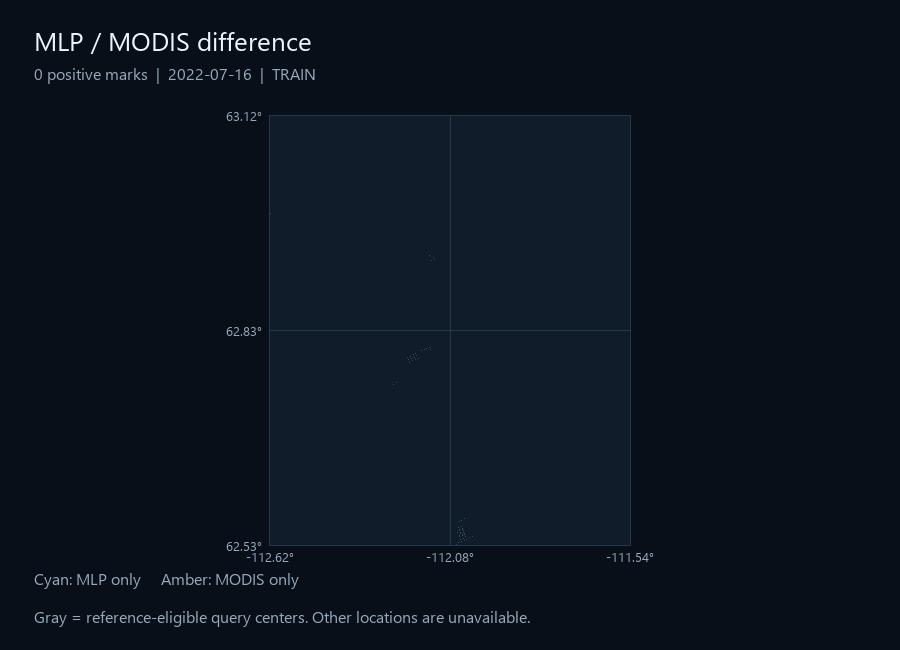 MLP / MODIS difference
0 positive marks | 2022-07-16 | TRAIN
63.12°
62.83°
62.53°
-112.62° -112.08° -111.54°
Cyan: MLP only Amber: MODIS only
Gray = reference-eligible query centers. Other locations are unavailable.